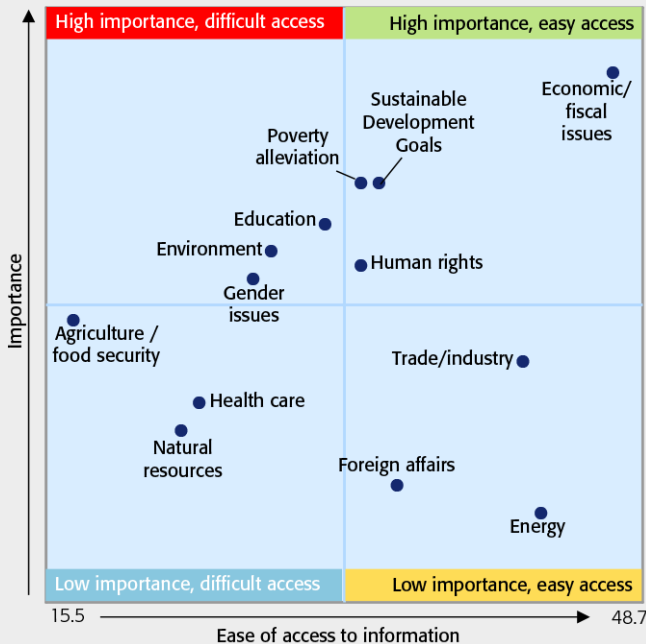 High importance, difficult access
High importance, easy access
Economic/
fiscal
issues
Sustainable
Development
Goals
Poverty
alleviation
Education
Environment
Human rights
Gender
issues
Importance
Agriculture /
food security
Trade/industry
Health care
Natural
resources
Foreign affairs
Energy
Low importance, difficult access
Low importance, easy access
15.5
48.7
Ease of access to information